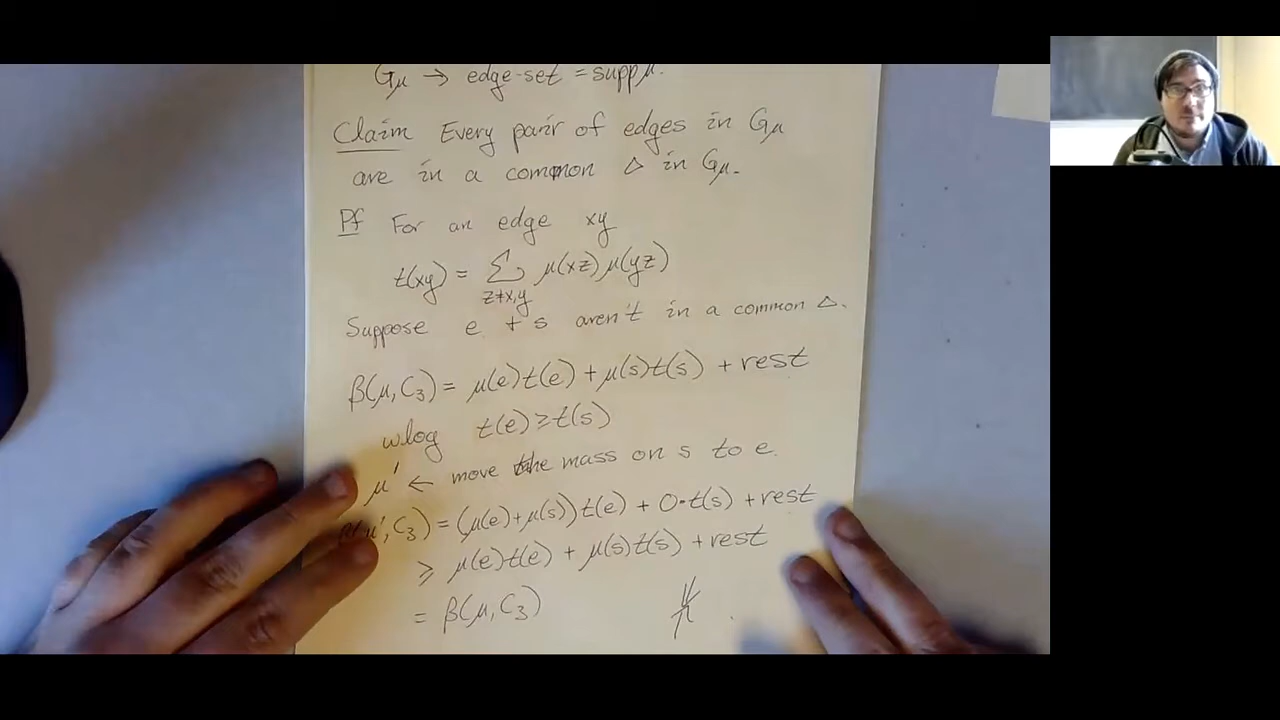 Gμ → edge-set = supp μ.
Claim Every pair of edges in Gμ
are in a common △ in Gμ.
Pf For an edge xy
t(xy) = Σ μ(xz) μ(yz)
z≠x,y
Suppose e + s aren't in a common △.
β(μ, C₃) = μ(e)t(e) + μ(s)t(s) + rest
wlog t(e) ≥ t(s)
μ' ← move the mass on s to e.
β(μ', C₃) = (μ(e)+μ(s))t(e) + 0·t(s) + rest
≥ μ(e)t(e) + μ(s)t(s) + rest
= β(μ, C₃)